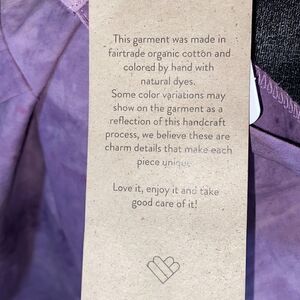 This garment was made in
fairtrade organic cotton and
colored by hand with
natural dyes.
Some color variations may
show on the garment as a
reflection of this handcraft
process, we believe these are
charm details that make each
piece unique.
Love it, enjoy it and take
good care of it!